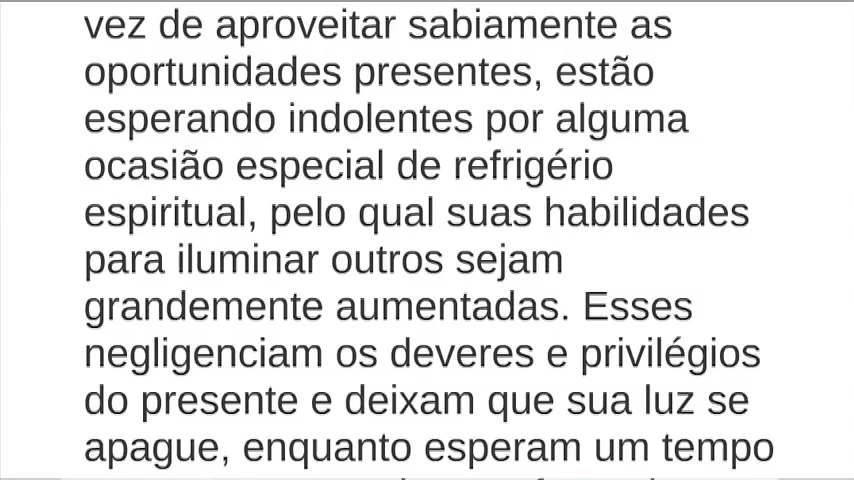 vez de aproveitar sabiamente as
oportunidades presentes, estão
esperando indolentes por alguma
ocasião especial de refrigério
espiritual, pelo qual suas habilidades
para iluminar outros sejam
grandemente aumentadas. Esses
negligenciam os deveres e privilégios
do presente e deixam que sua luz se
apague, enquanto esperam um tempo